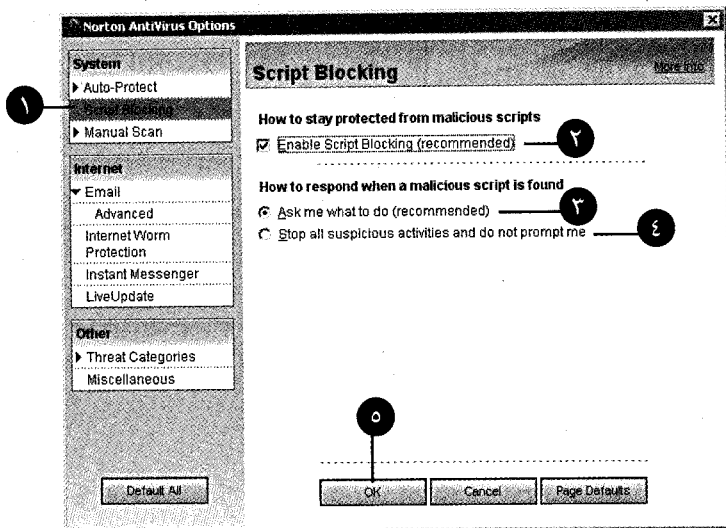 Norton AntiVirus Options
System
Auto-Protect
Script Blocking
Manual Scan
Internet
Email
Advanced
Internet Worm
Protection
Instant Messenger
LiveUpdate
Other
Threat Categories
Miscellaneous
Default All
Script Blocking
More Info
How to stay protected from malicious scripts
Enable Script Blocking (recommended)
How to respond when a malicious script is found
Ask me what to do (recommended)
Stop all suspicious activities and do not prompt me
OK
Cancel
Page Defaults
١
٢
٣
٤
٥